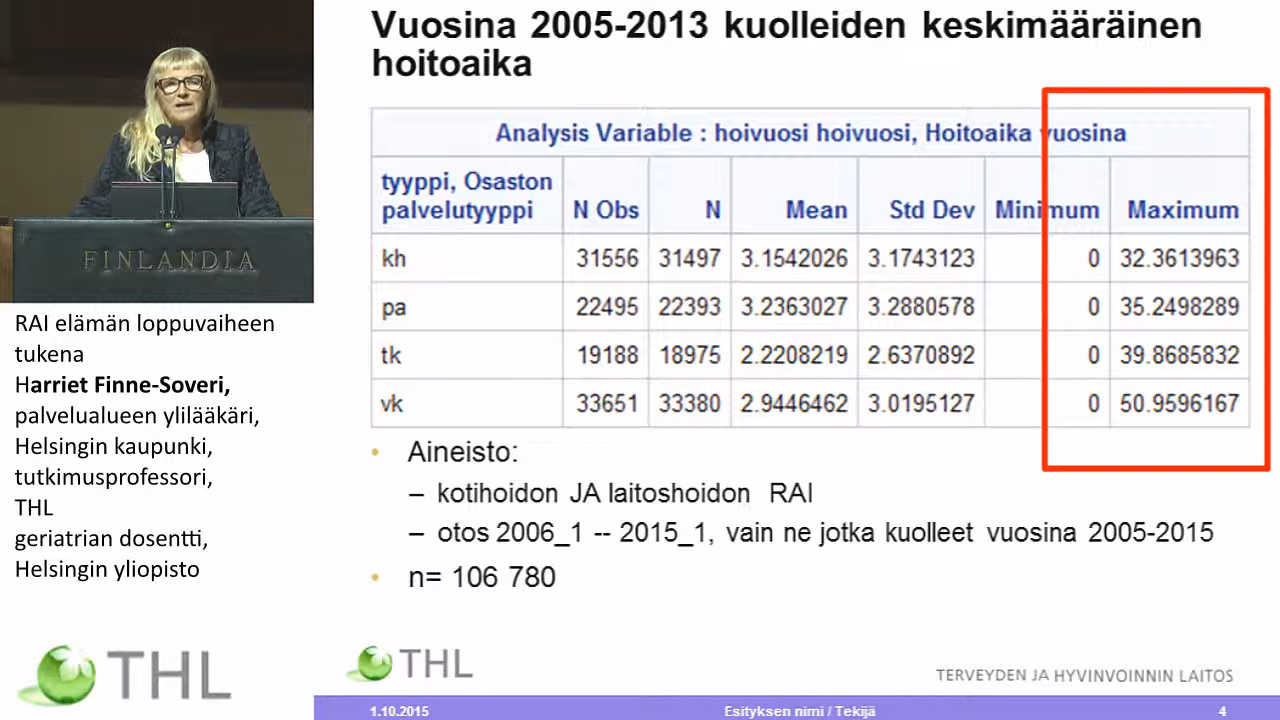 FINLANDIA
RAI elämän loppuvaiheen
tukena
Harriet Finne-Soveri,
palvelualueen ylilääkäri,
Helsingin kaupunki,
tutkimusprofessori,
THL
geriatrian dosentti,
Helsingin yliopisto
THL
Vuosina 2005-2013 kuolleiden keskimääräinen
hoitoaika
Analysis Variable : hoivuosi hoivuosi, Hoitoaika vuosina
tyyppi, Osaston
palvelutyyppi N Obs N Mean Std Dev Minimum Maximum
kh 31556 31497 3.1542026 3.1743123 0 32.3613963
pa 22495 22393 3.2363027 3.2880578 0 35.2498289
tk 19188 18975 2.2208219 2.6370892 0 39.8685832
vk 33651 33380 2.9446462 3.0195127 0 50.9596167
• Aineisto:
– kotihoidon JA laitoshoidon RAI
– otos 2006_1 -- 2015_1, vain ne jotka kuolleet vuosina 2005-2015
• n= 106 780
THL
TERVEYDEN JA HYVINVOINNIN LAITOS
1.10.2015 Esityksen nimi / Tekijä 4